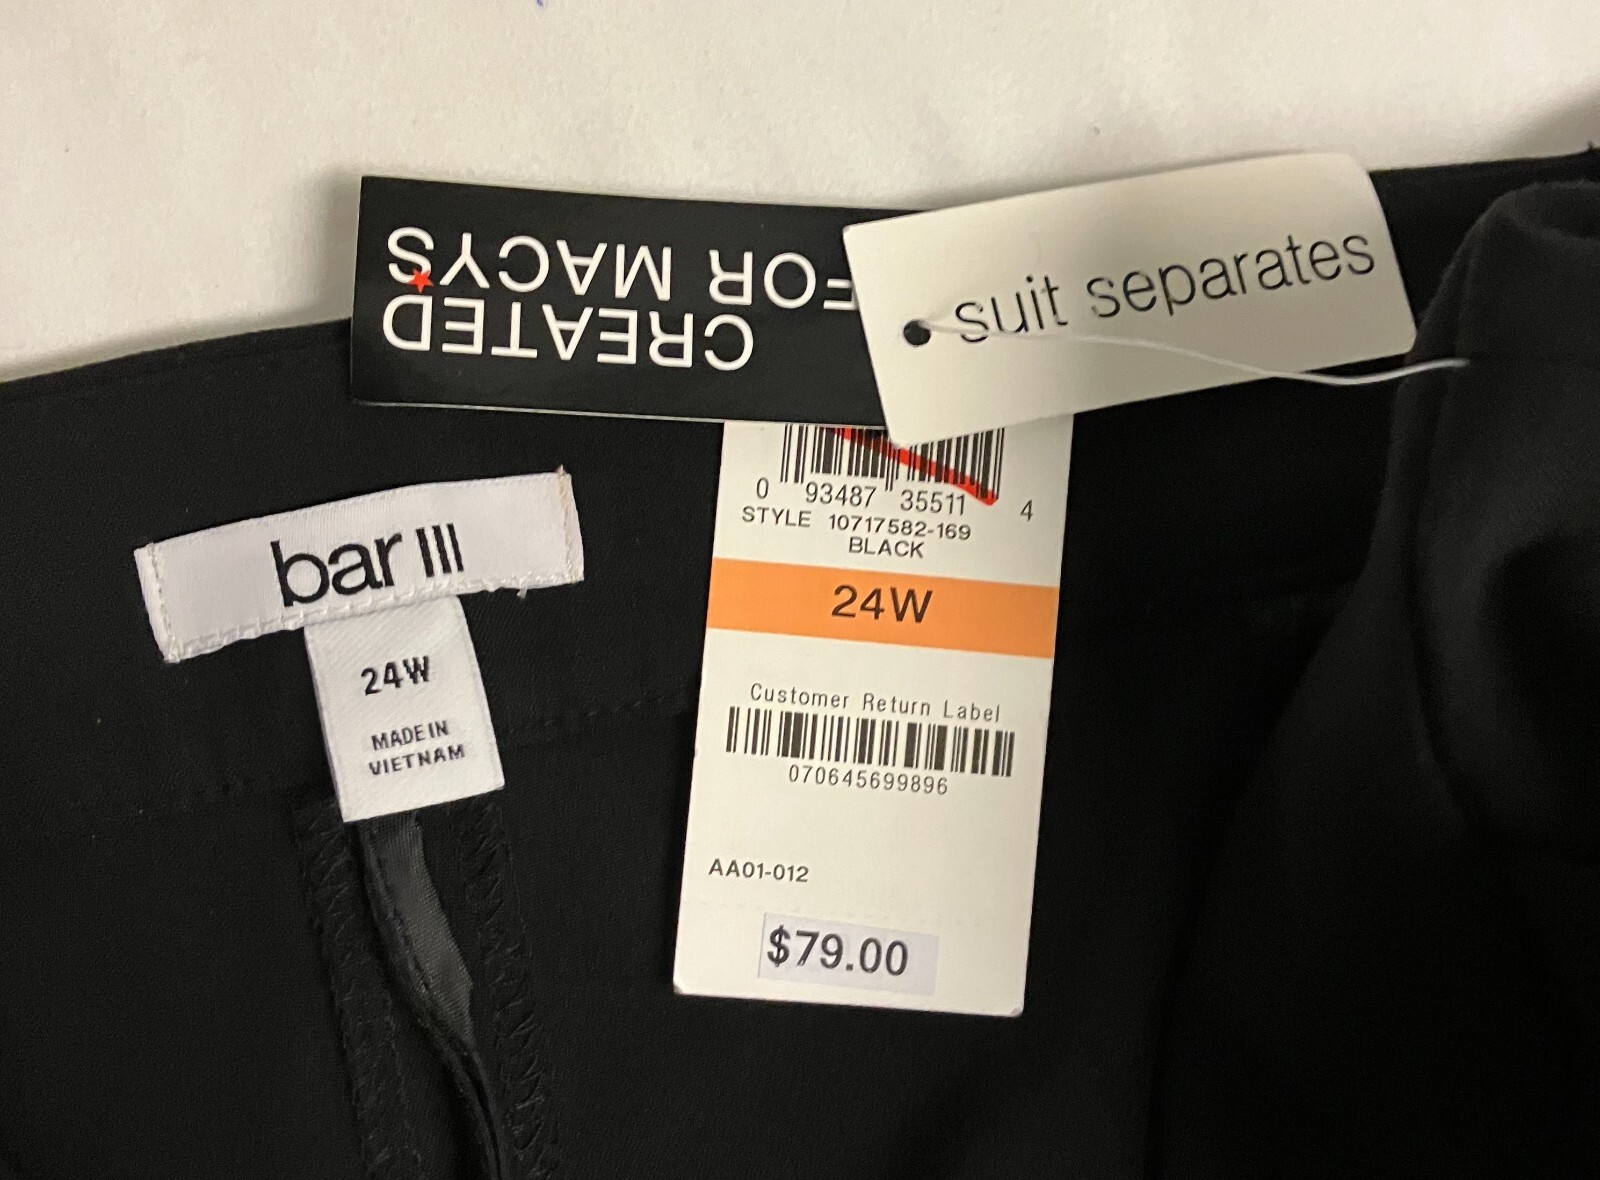 CREATED
FOR MACY'S
suit separates
bar III
24W
MADE IN
VIETNAM
0 93487 35511 4
STYLE 10717582-169
BLACK
24W
Customer Return Label
070645699896
AA01-012
$79.00